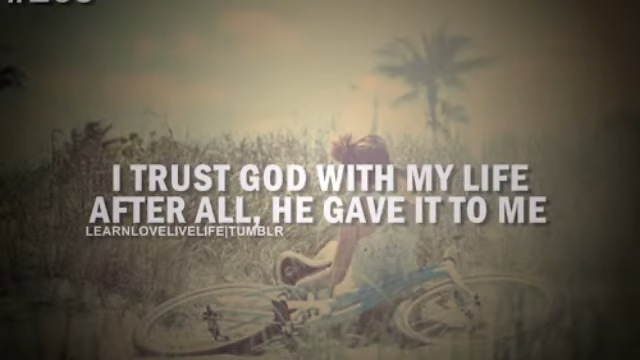 I TRUST GOD WITH MY LIFE
AFTER ALL, HE GAVE IT TO ME
LEARNLOVELIVELIFE|TUMBLR